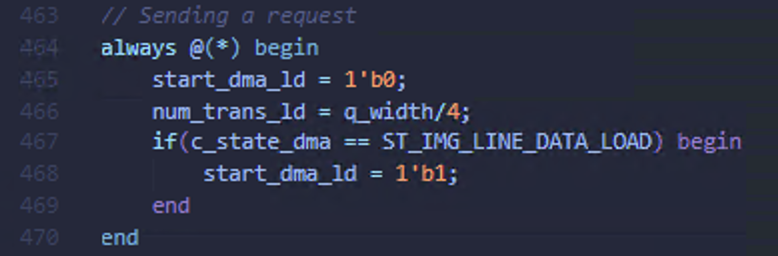 463 // Sending a request
464 always @(*) begin
465 start_dma_ld = 1'b0;
466 num_trans_ld = q_width/4;
467 if(c_state_dma == ST_IMG_LINE_DATA_LOAD) begin
468 start_dma_ld = 1'b1;
469 end
470 end